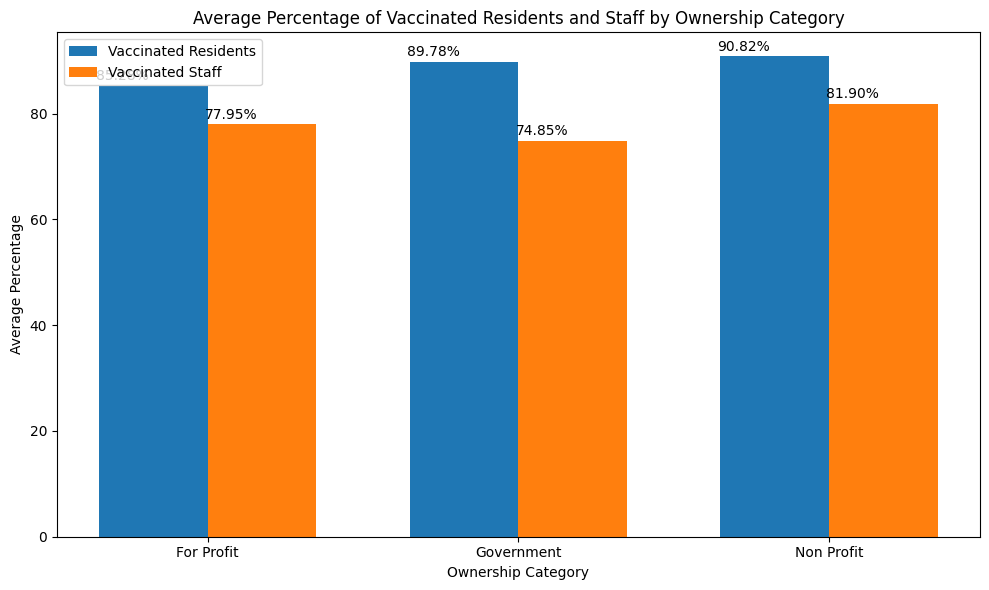 Average Percentage of Vaccinated Residents and Staff by Ownership Category
Vaccinated Residents
Vaccinated Staff
77.95%
89.78%
74.85%
90.82%
81.90%
80
60
40
20
0
Average Percentage
For Profit
Government
Non Profit
Ownership Category